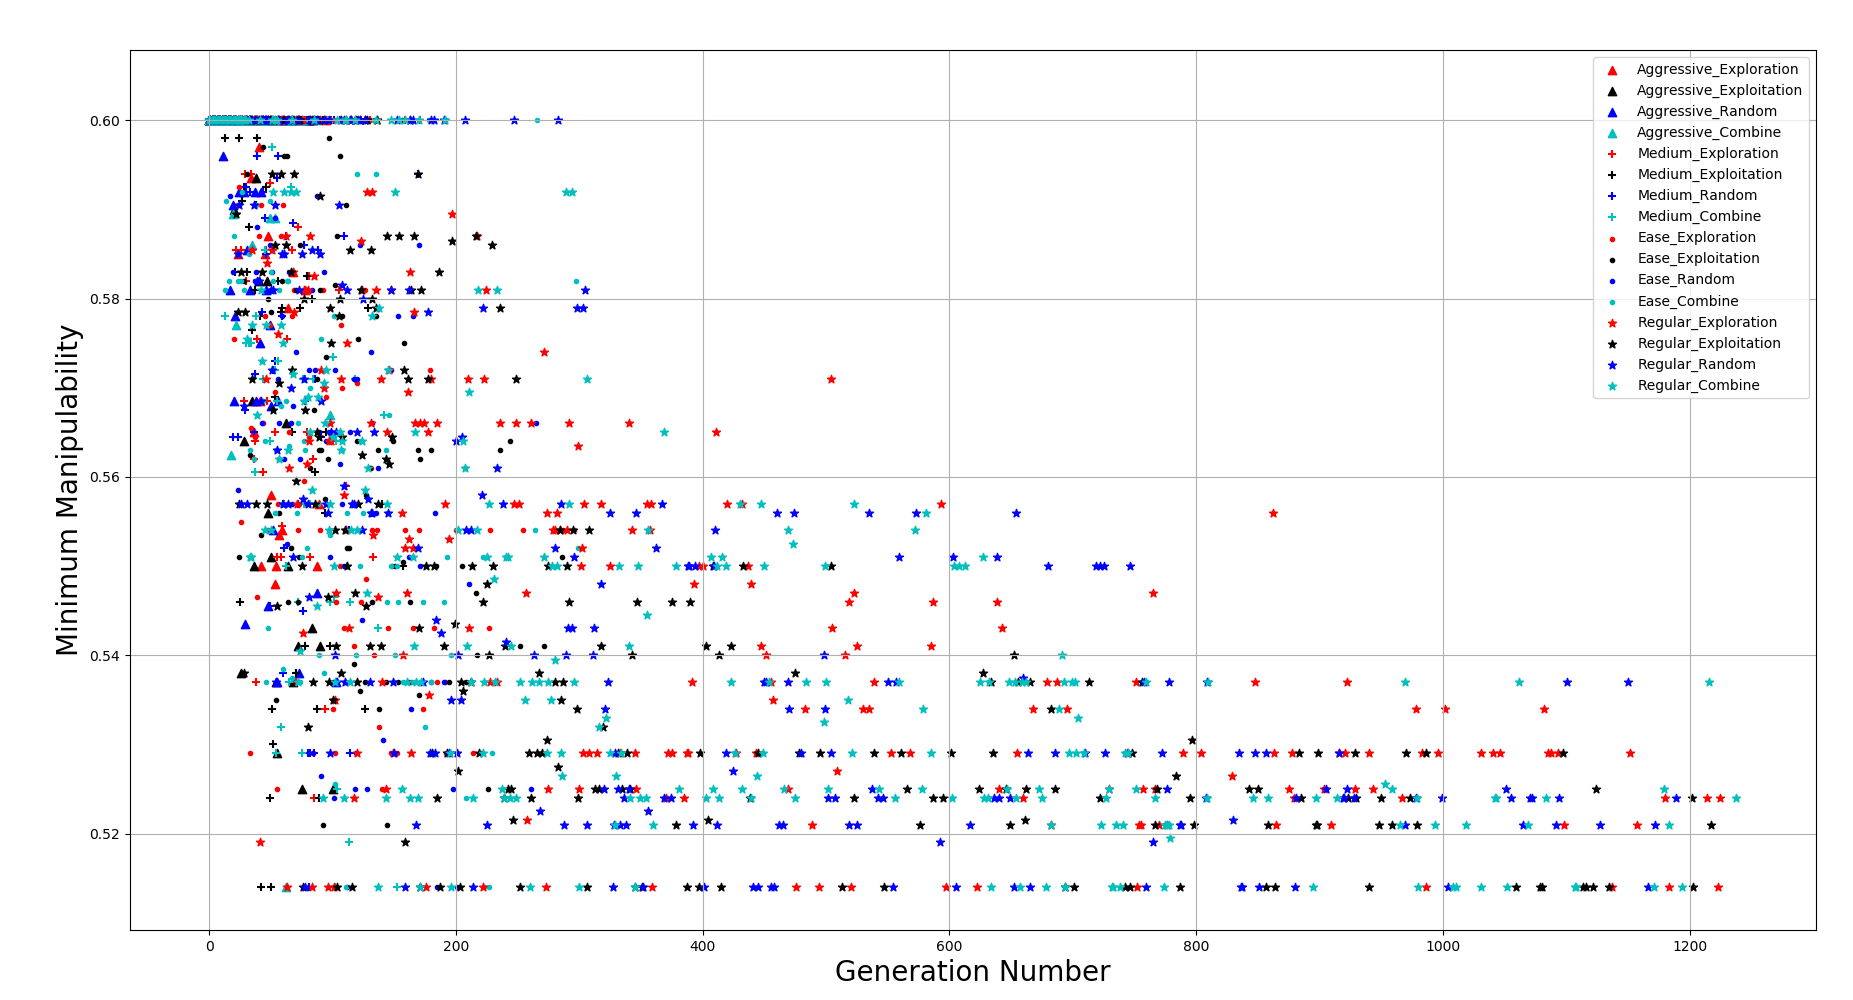 Minimum Manipulability
0.60
0.58
0.56
0.54
0.52
0
200
400
600
800
1000
1200
Generation Number
Aggressive_Exploration
Aggressive_Exploitation
Aggressive_Random
Aggressive_Combine
Medium_Exploration
Medium_Exploitation
Medium_Random
Medium_Combine
Ease_Exploration
Ease_Exploitation
Ease_Random
Ease_Combine
Regular_Exploration
Regular_Exploitation
Regular_Random
Regular_Combine